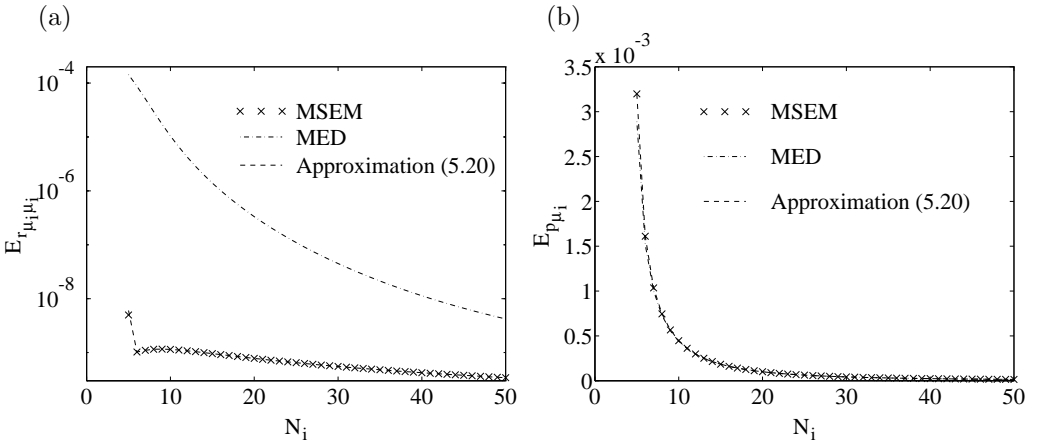 (a)
10^-4
10^-6
10^-8
E_{r_{μ_i μ_i}}
0 10 20 30 40 50
N_i
MSEM
MED
Approximation (5.20)
(b)
x 10^-3
3.5
3
2.5
2
1.5
1
0.5
0
E_{p_{μ_i}}
0 10 20 30 40 50
N_i
MSEM
MED
Approximation (5.20)